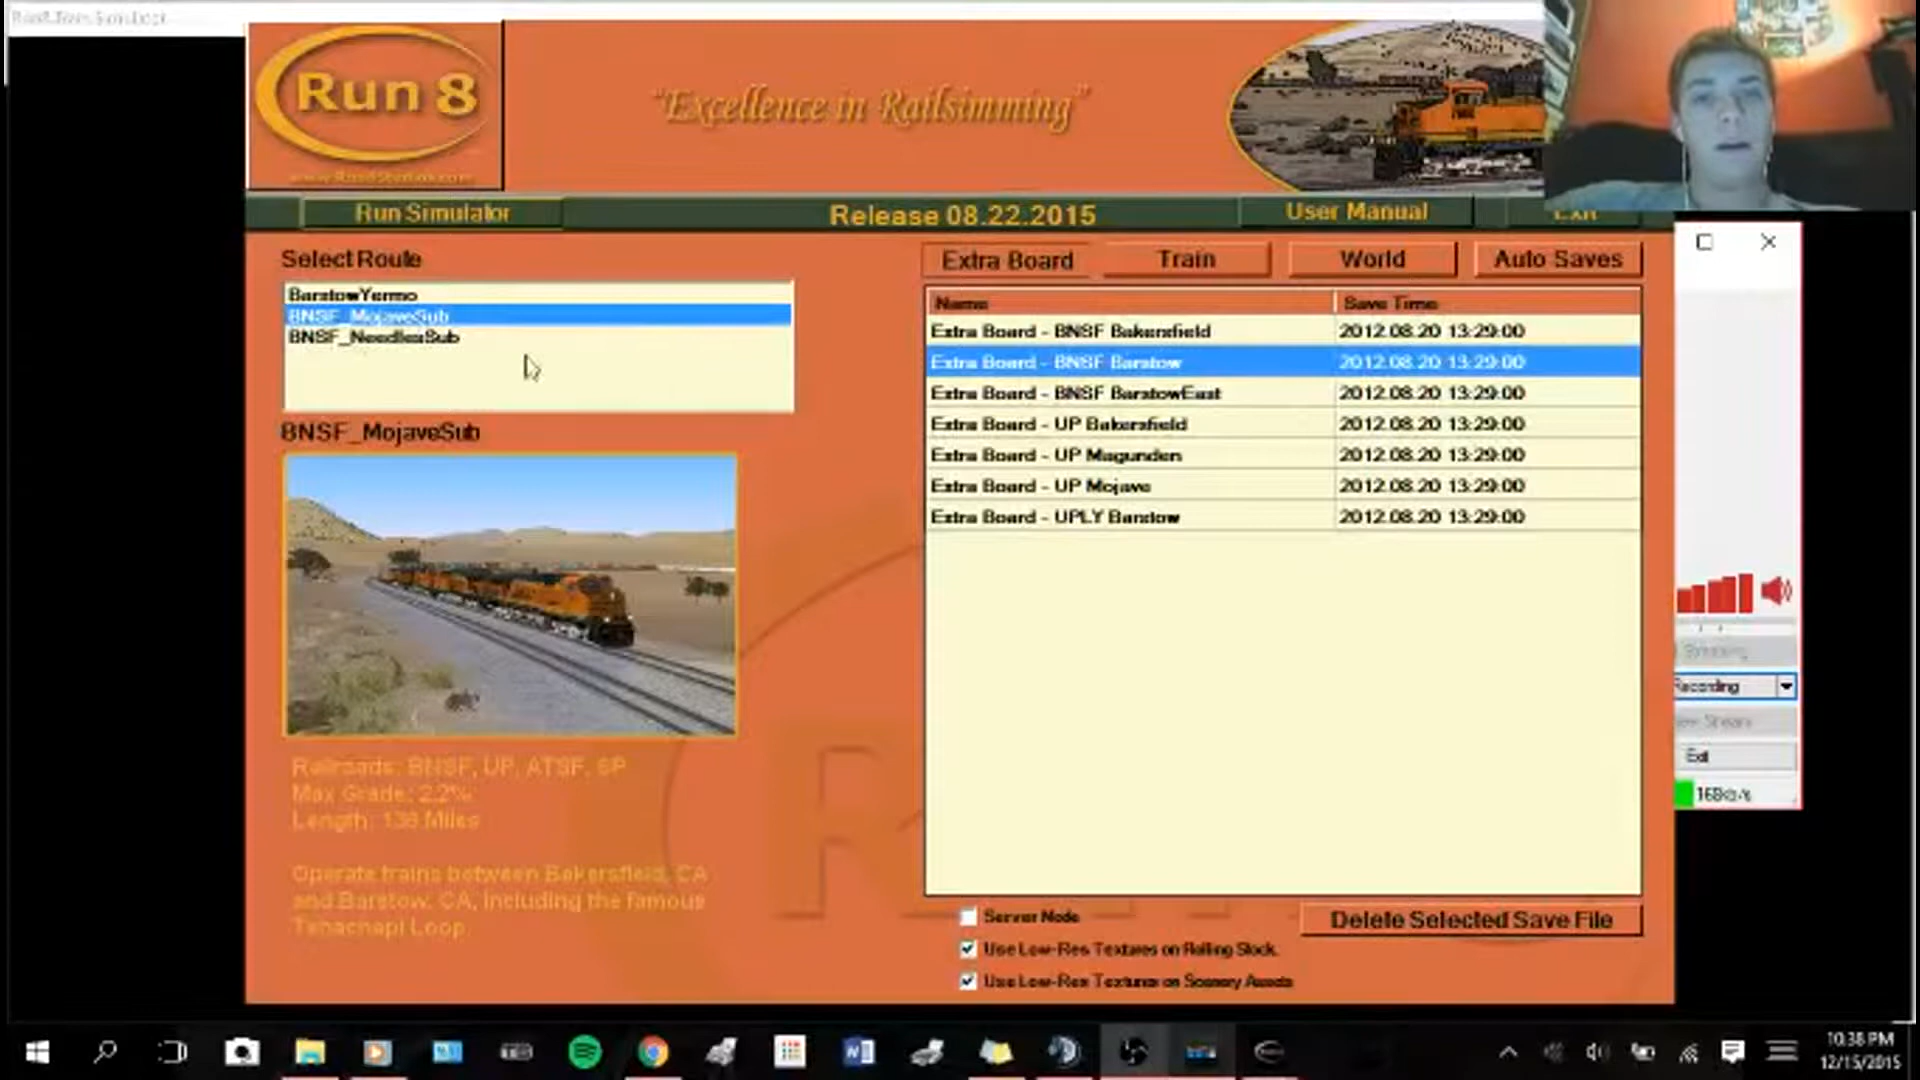 Run 8
"Excellence in Railsimming"
Run Simulator
Release 08.22.2015
User Manual
Exit
Select Route
BarstowYermo
BNSF_MojaveSub
BNSF_NeedlesSub
BNSF_MojaveSub
Railroads: BNSF, UP, ATSF, SP
Max Grade: 2.2%
Length: 138 Miles
Operate trains between Bakersfield, CA
and Barstow, CA, including the famous
Tehachapi Loop.
Extra Board
Train
World
Auto Saves
Name
Save Time
Extra Board - BNSF Bakersfield 2012.08.20 13:29:00
Extra Board - BNSF Barstow 2012.08.20 13:29:00
Extra Board - BNSF BarstowEast 2012.08.20 13:29:00
Extra Board - UP Bakersfield 2012.08.20 13:29:00
Extra Board - UP Magunden 2012.08.20 13:29:00
Extra Board - UP Mojave 2012.08.20 13:29:00
Extra Board - UPLY Barstow 2012.08.20 13:29:00
Server Mode
Use Low-Res Textures on Rolling Stock.
Use Low-Res Textures on Scenery Assets
Delete Selected Save File
Recording
Exit
168kb/s
10:38 PM
12/15/2015